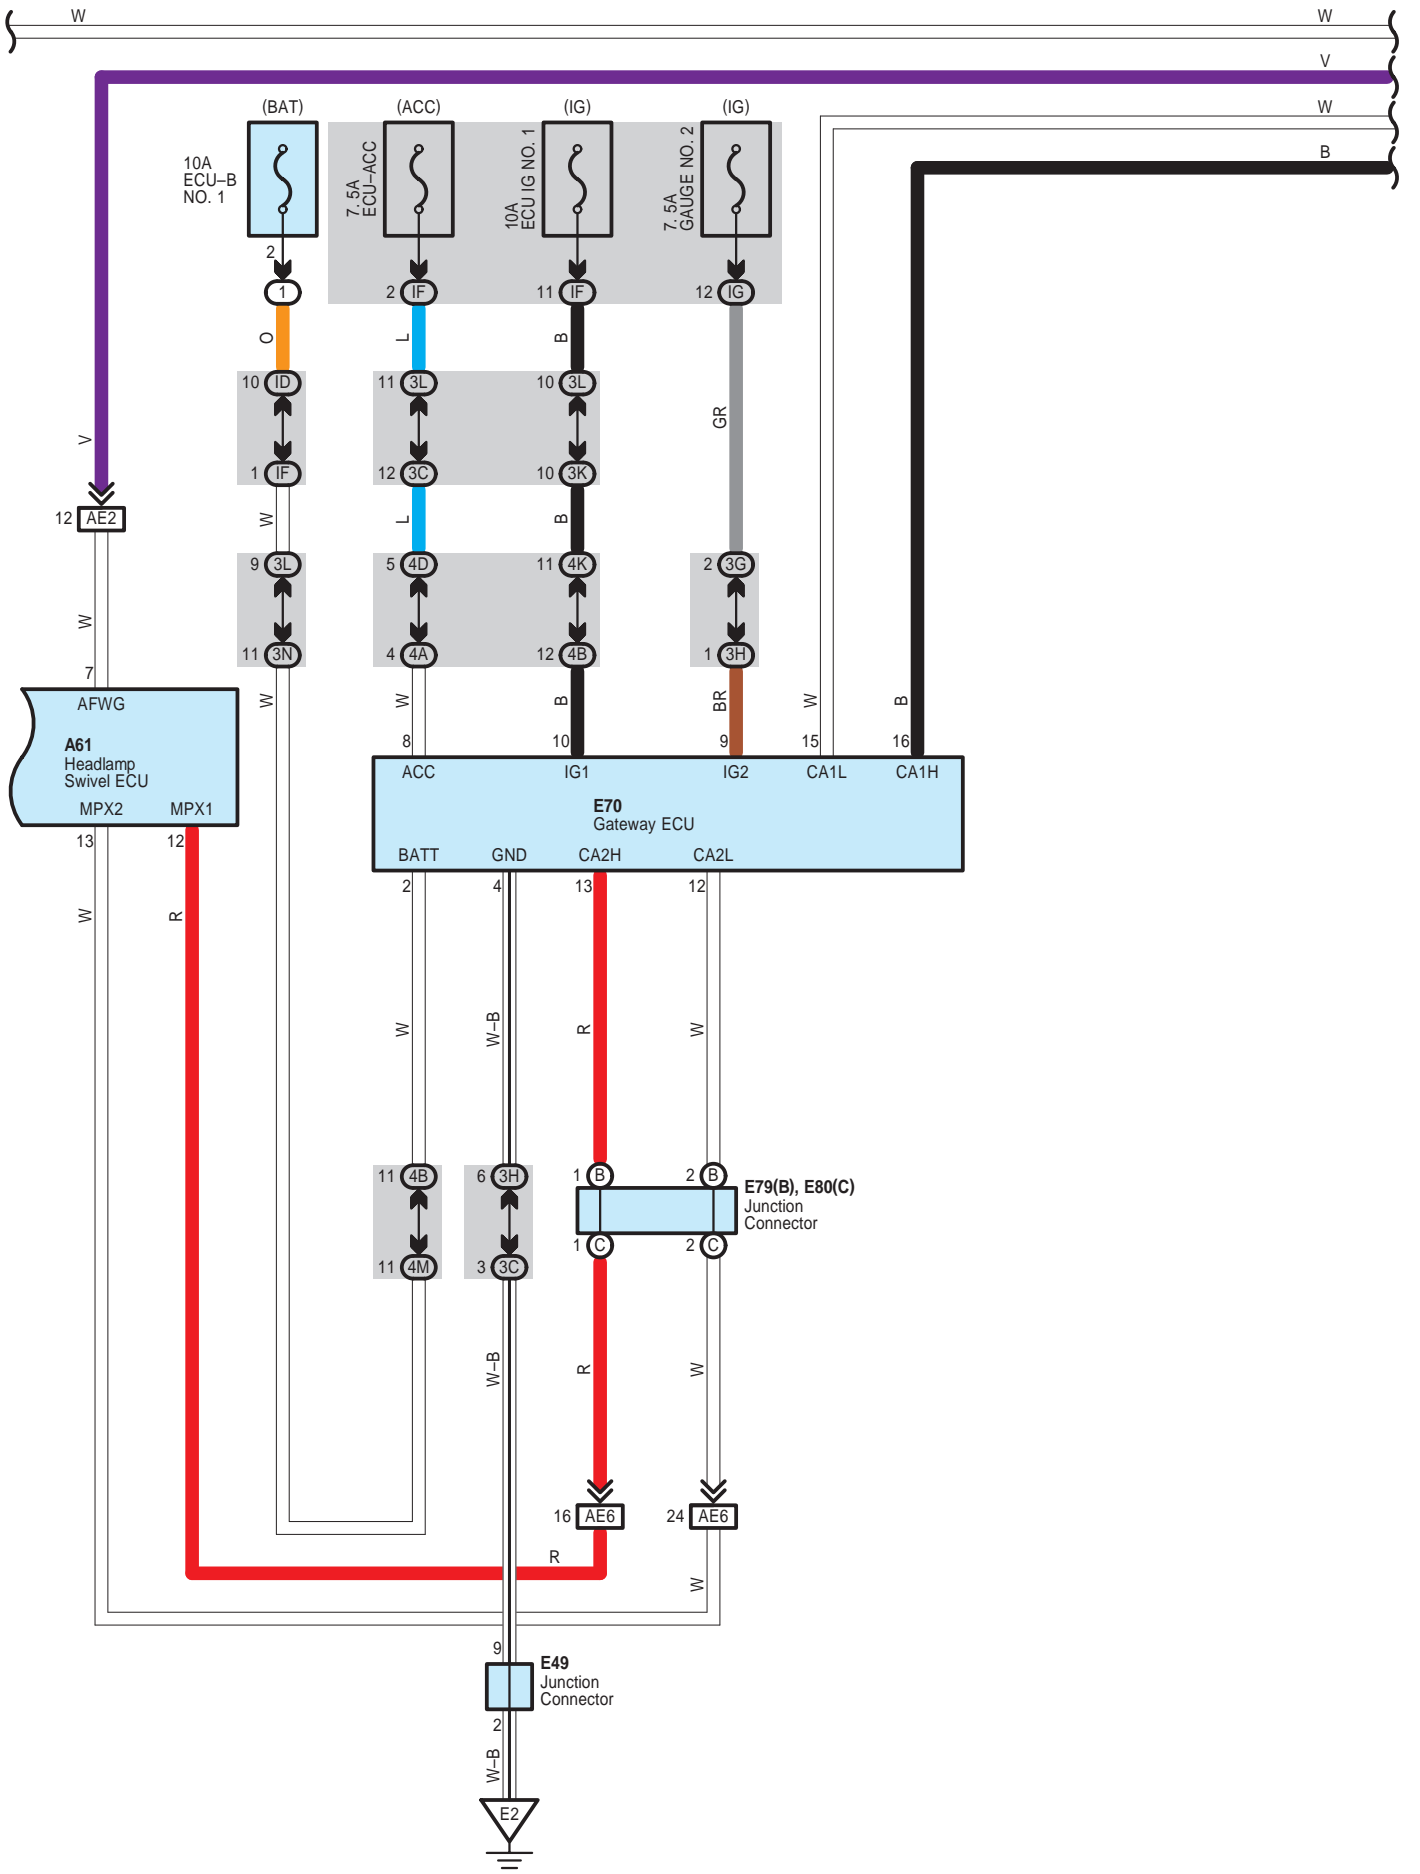 W W
V
W
B
(BAT) (ACC) (IG) (IG)
10A
ECU–B
NO. 1
7. 5A
ECU–ACC
10A
ECU IG NO. 1
7. 5A
GAUGE NO. 2
2
1 2 IF 11 IF 12 IG
O L B
10 ID 11 3L 10 3L
GR
V
1 IF 12 3C 10 3K
12 AE2 W L B
9 3L 5 4D 11 4K 2 3G
W
11 3N 4 4A 12 4B 1 3H
7
W W B BR W B
AFWG
8 10 9 15 16
A61
Headlamp
Swivel ECU
ACC IG1 IG2 CA1L CA1H
MPX2 MPX1
E70
Gateway ECU
13 12
BATT GND CA2H CA2L
2 4 13 12
W R
W W–B R W
11 4B 6 3H 1 B 2 B
E79(B), E80(C)
Junction
Connector
1 C 2 C
11 4M 3 3C
W–B R W
16 AE6 24 AE6
R
W
9
E49
Junction
Connector
2
W–B
E2